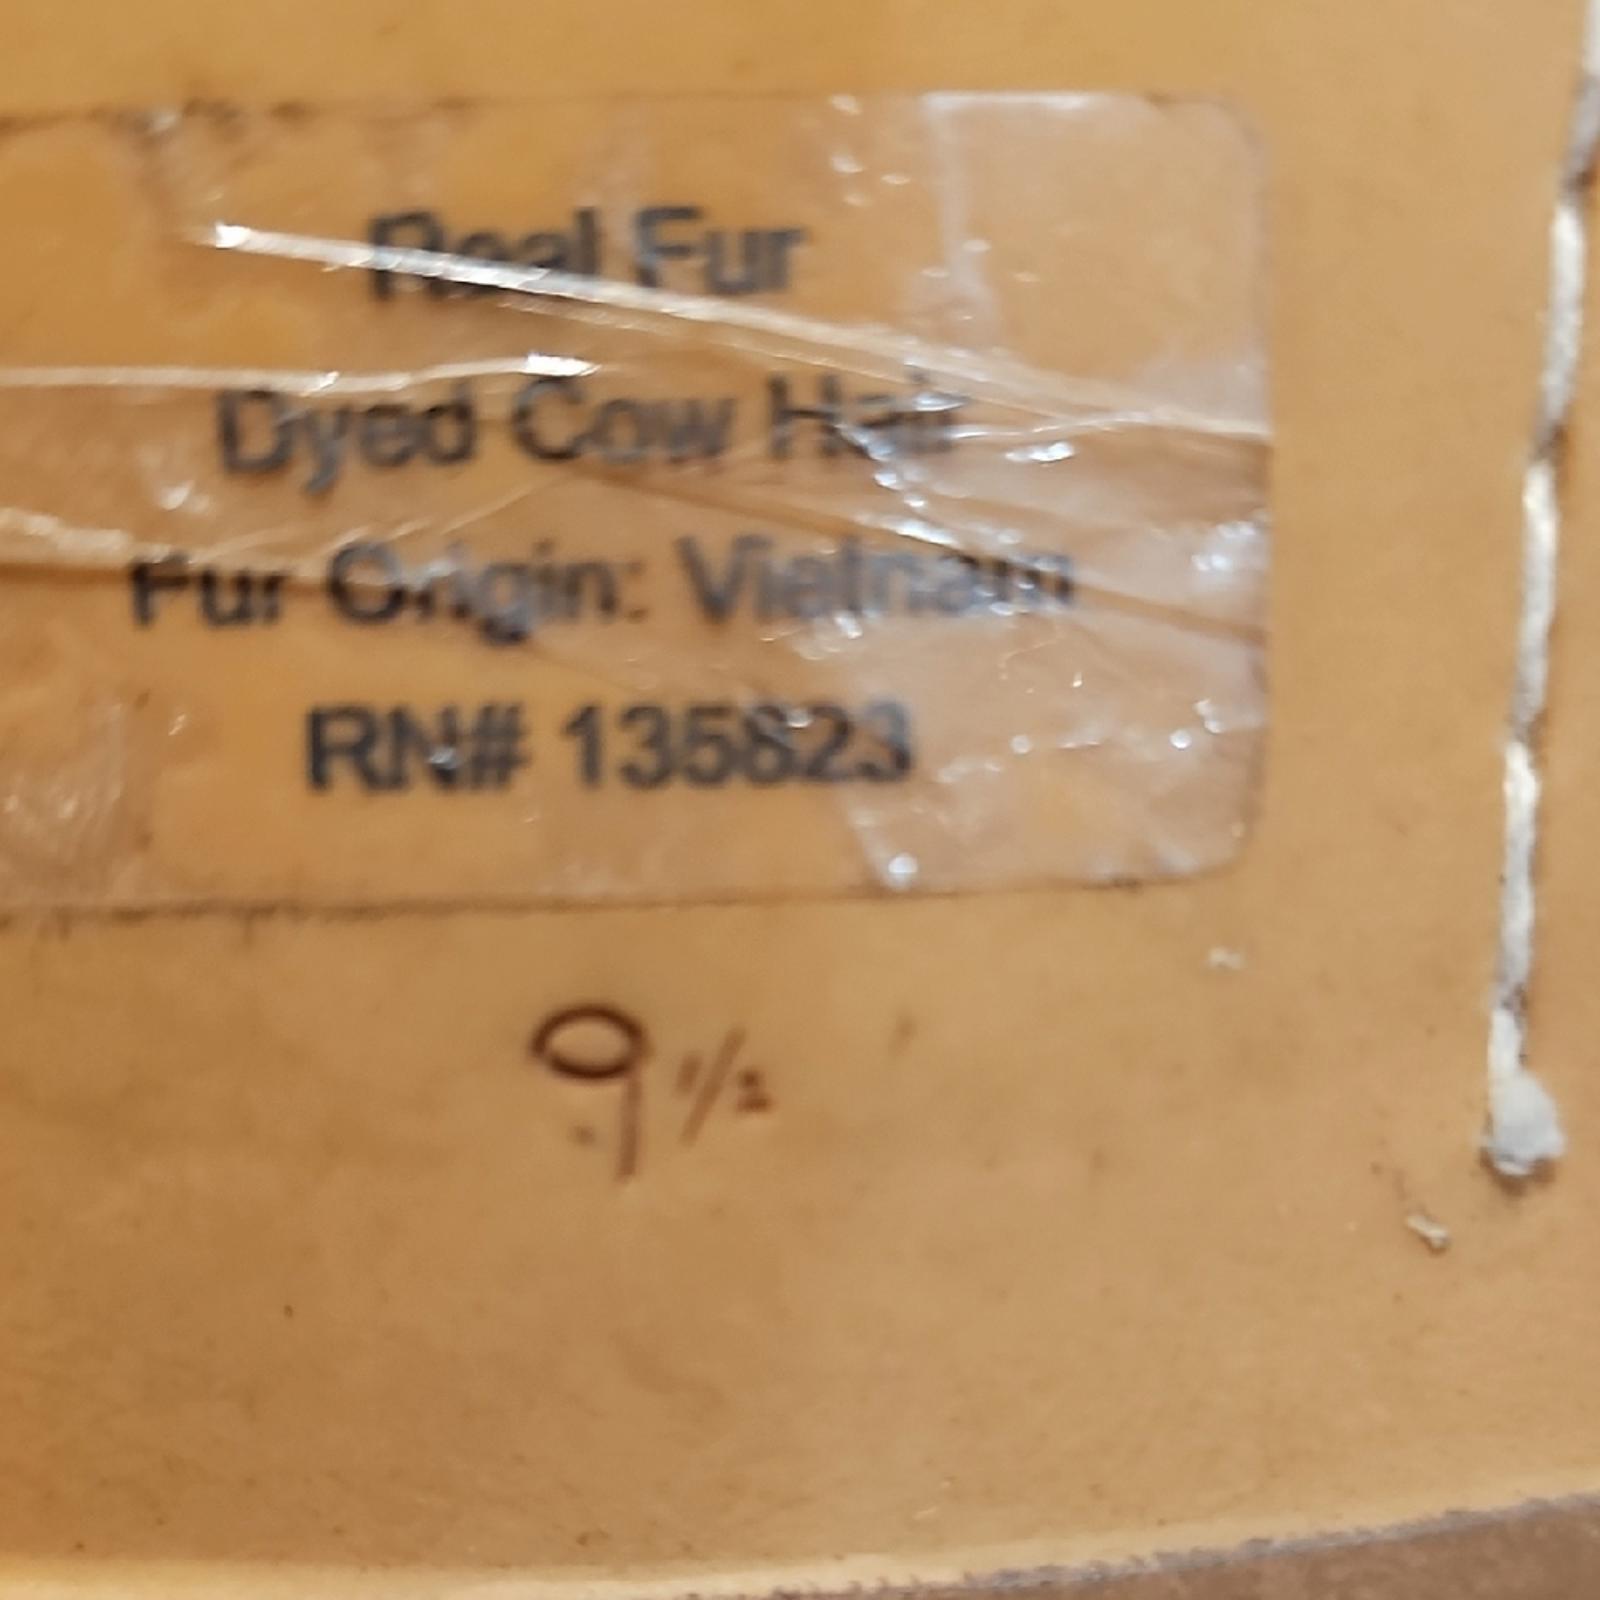 Real Fur
Dyed Cow Hair
Fur Origin: Vietnam
RN# 135823
9 1/2